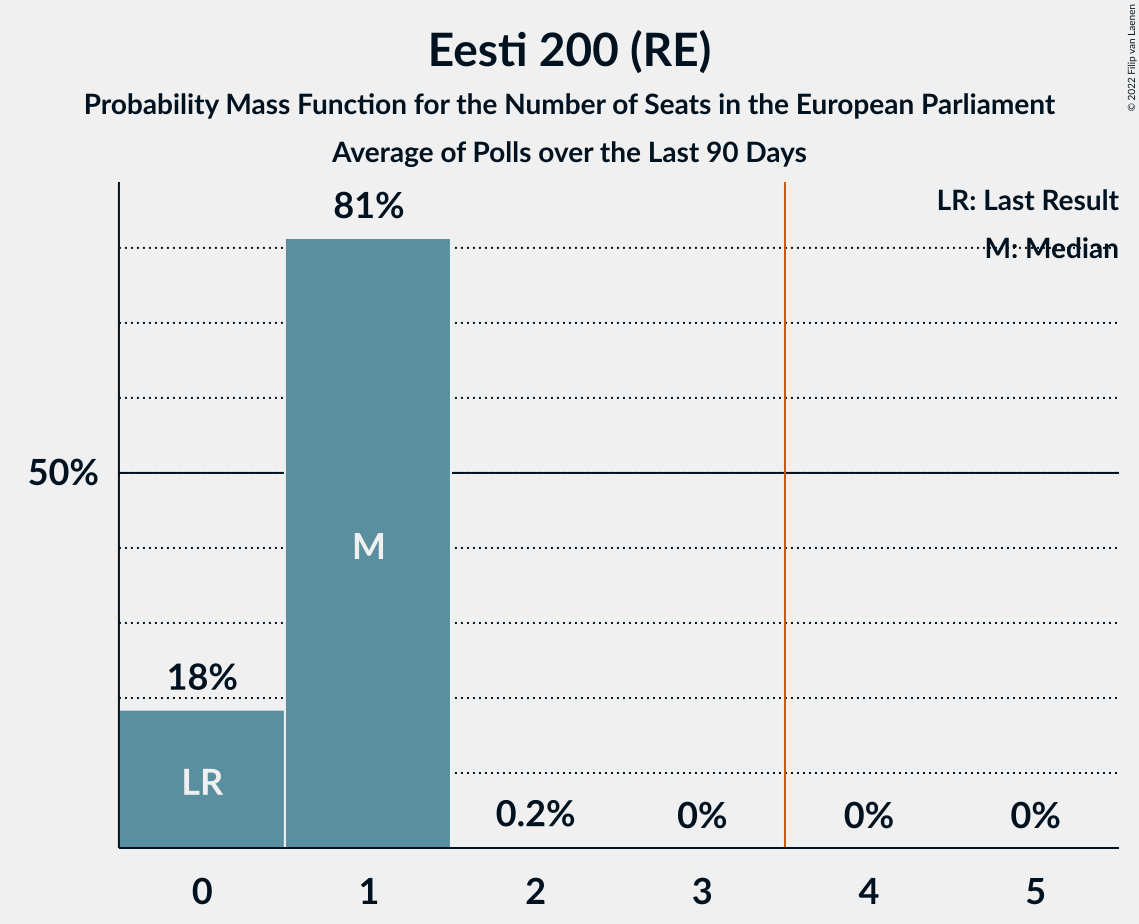 Eesti 200 (RE)
Probability Mass Function for the Number of Seats in the European Parliament
Average of Polls over the Last 90 Days
© 2022 Filip van Laenen
LR: Last Result
M: Median
81%
50%
M
18%
LR
0.2%
0%
0%
0%
0
1
2
3
4
5